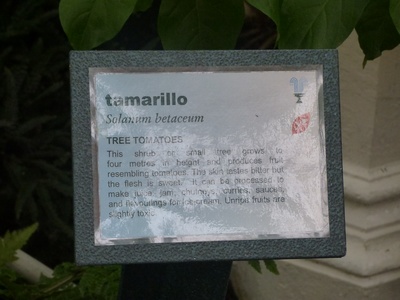 tamarillo
Solanum betaceum
TREE TOMATOES
This shrub or small tree grows to
four metres in height and produces fruit
resembling tomatoes. The skin tastes bitter but
the flesh is sweet. It can be processed to
make juice, jam, chutneys, curries, sauces,
and flavourings for ice cream. Unripe fruits are
slightly toxic.